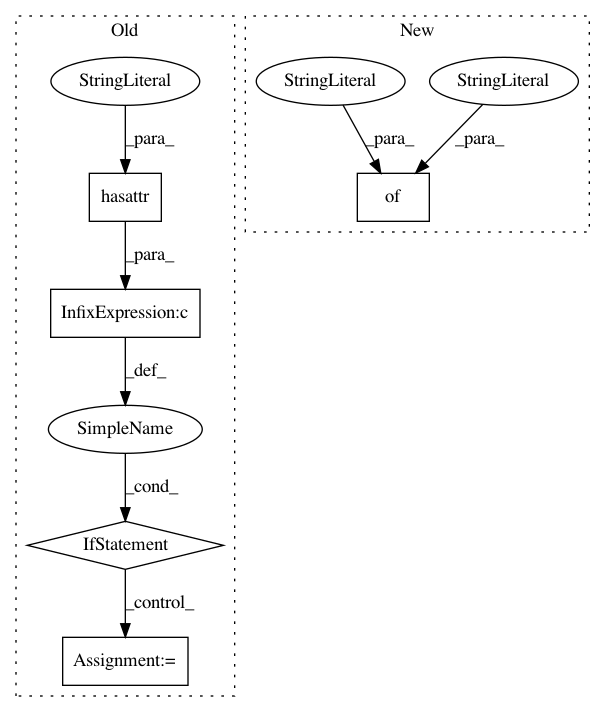 Old
New
StringLiteral
StringLiteral
StringLiteral
_para_
_para_
_para_
hasattr
of
_para_
InfixExpression:c
_def_
SimpleName
_cond_
IfStatement
_control_
Assignment:=